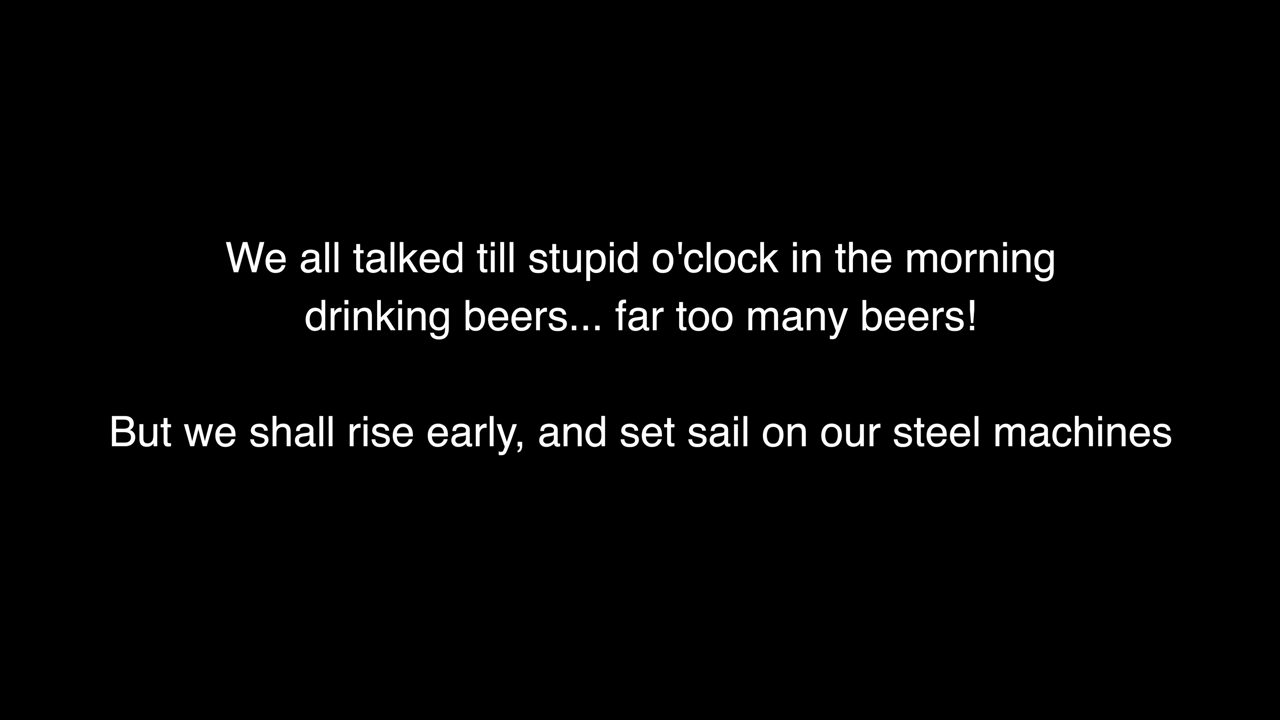 We all talked till stupid o'clock in the morning
drinking beers... far too many beers!
But we shall rise early, and set sail on our steel machines